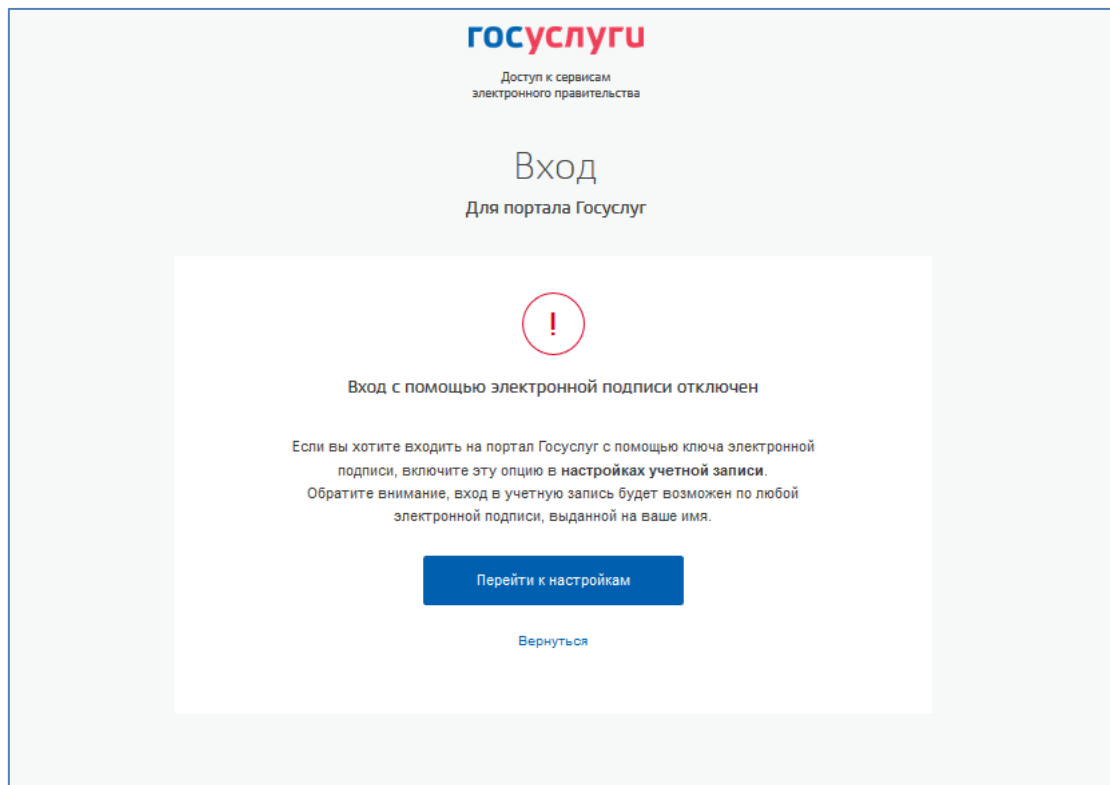 госуслуги
Доступ к сервисам
электронного правительства
Вход
Для портала Госуслуг
!
Вход с помощью электронной подписи отключен
Если вы хотите входить на портал Госуслуг с помощью ключа электронной
подписи, включите эту опцию в настройках учетной записи.
Обратите внимание, вход в учетную запись будет возможен по любой
электронной подписи, выданной на ваше имя.
Перейти к настройкам
Вернуться